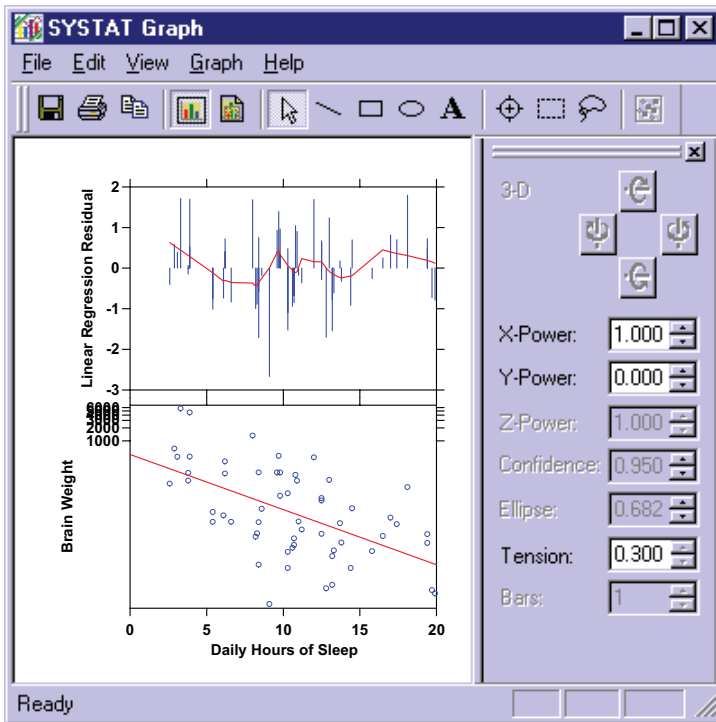 SYSTAT Graph
File Edit View Graph Help
A
Linear Regression Residual
2
1
0
-1
-2
-3
Brain Weight
6000
5000
4000
3000
2000
1000
0 5 10 15 20
Daily Hours of Sleep
3-D
X-Power: 1.000
Y-Power: 0.000
Z-Power: 1.000
Confidence: 0.950
Ellipse: 0.682
Tension: 0.300
Bars: 1
Ready